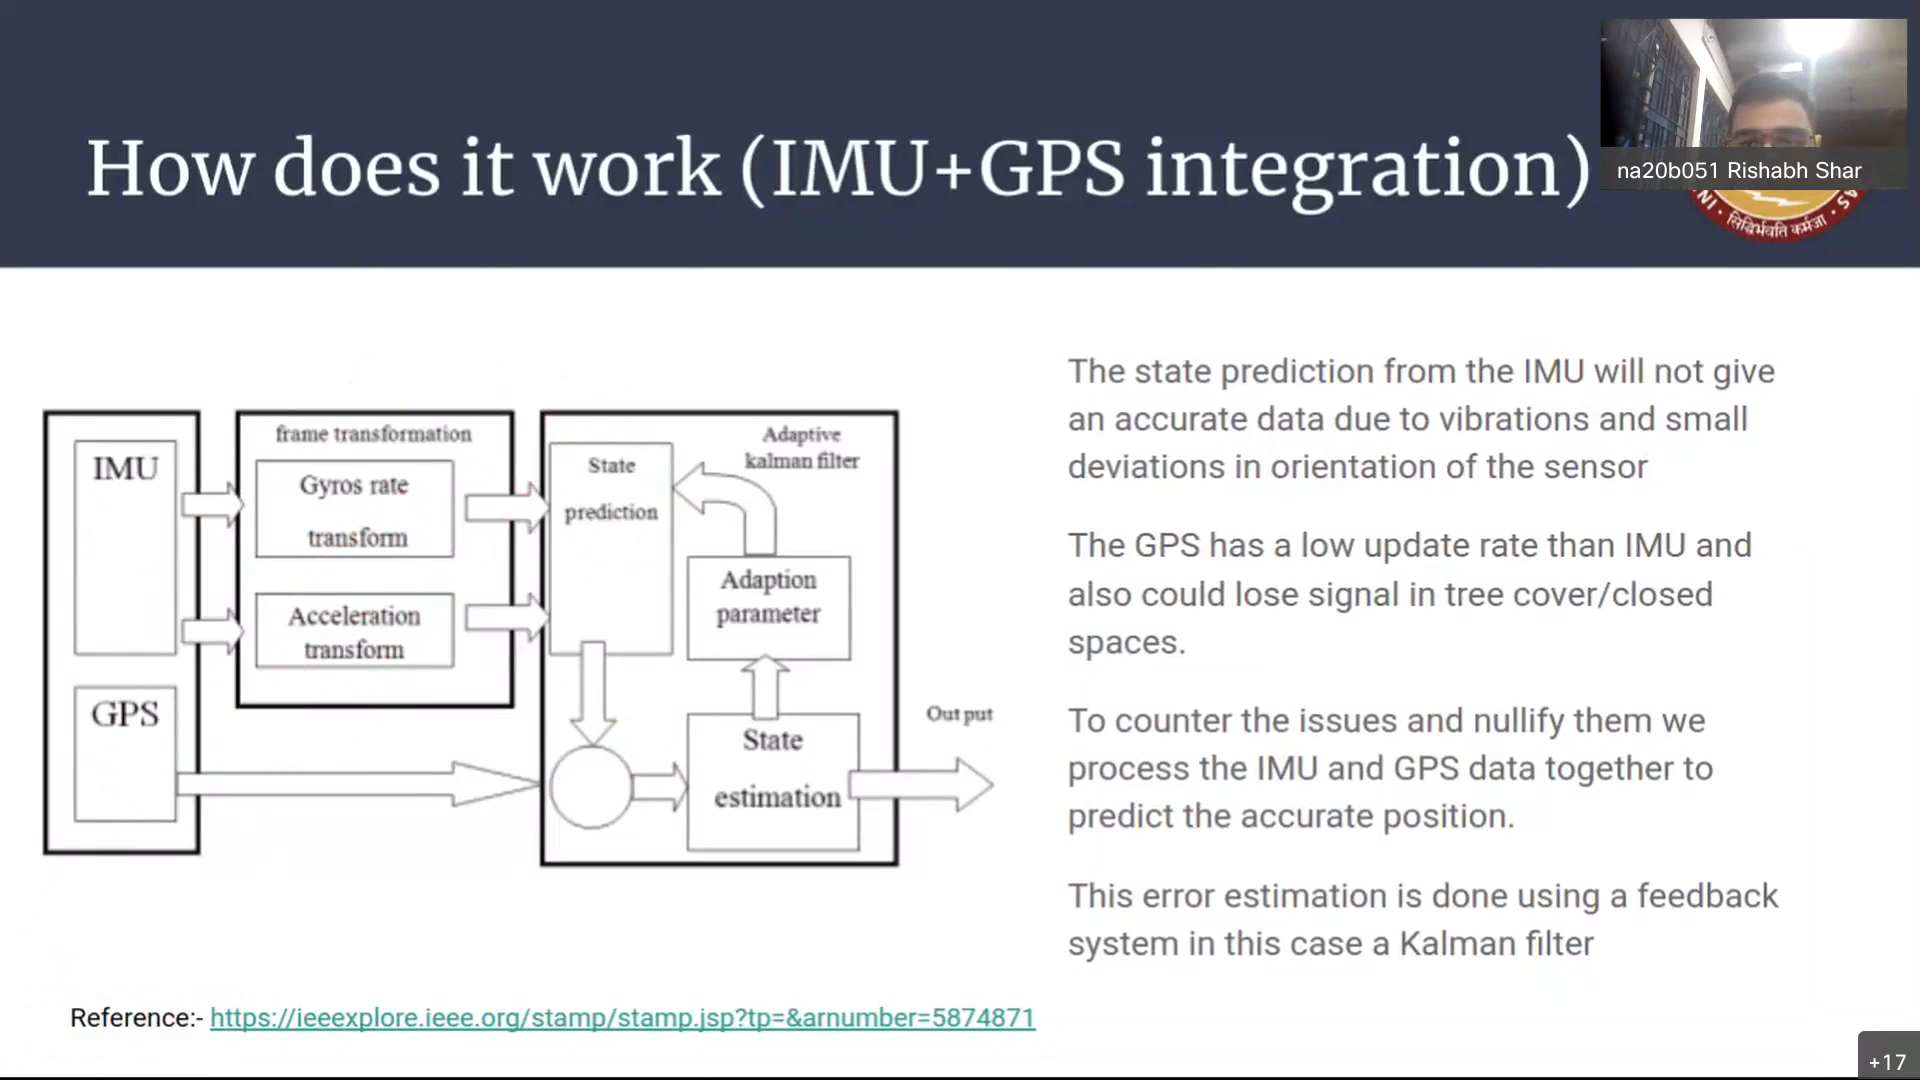 How does it work (IMU+GPS integration)
na20b051 Rishabh Shar
सिद्धिर्भवति कर्मजा
IMU
GPS
frame transformation
Gyros rate
transform
Acceleration
transform
State
prediction
Adaptive
kalman filter
Adaption
parameter
State
estimation
Out put
The state prediction from the IMU will not give
an accurate data due to vibrations and small
deviations in orientation of the sensor
The GPS has a low update rate than IMU and
also could lose signal in tree cover/closed
spaces.
To counter the issues and nullify them we
process the IMU and GPS data together to
predict the accurate position.
This error estimation is done using a feedback
system in this case a Kalman filter
Reference:- https://ieeexplore.ieee.org/stamp/stamp.jsp?tp=&arnumber=5874871
+17